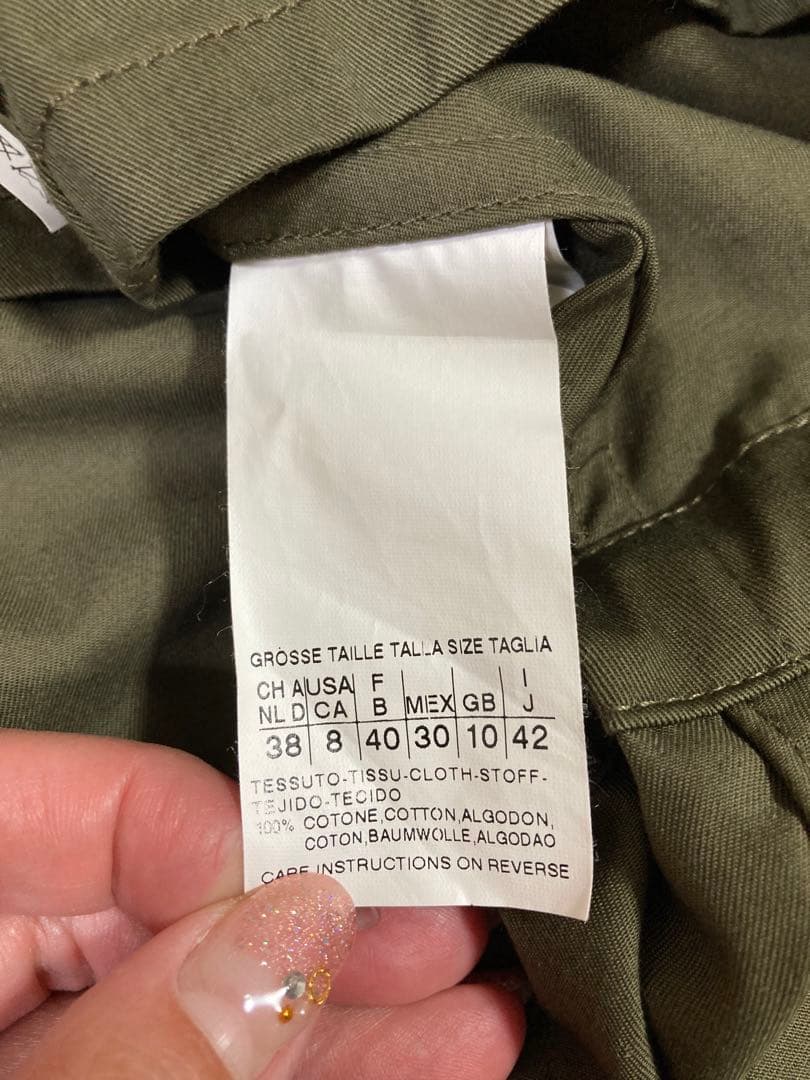 GRÖSSE TAILLE TALLA SIZE TAGLIA
CH A USA F I
NL D CA B MEX GB J
38 8 40 30 10 42
TESSUTO-TISSU-CLOTH-STOFF-
TEJIDO-TECIDO
100% COTONE,COTTON,ALGODON,
COTON,BAUMWOLLE,ALGODAO
CARE INSTRUCTIONS ON REVERSE